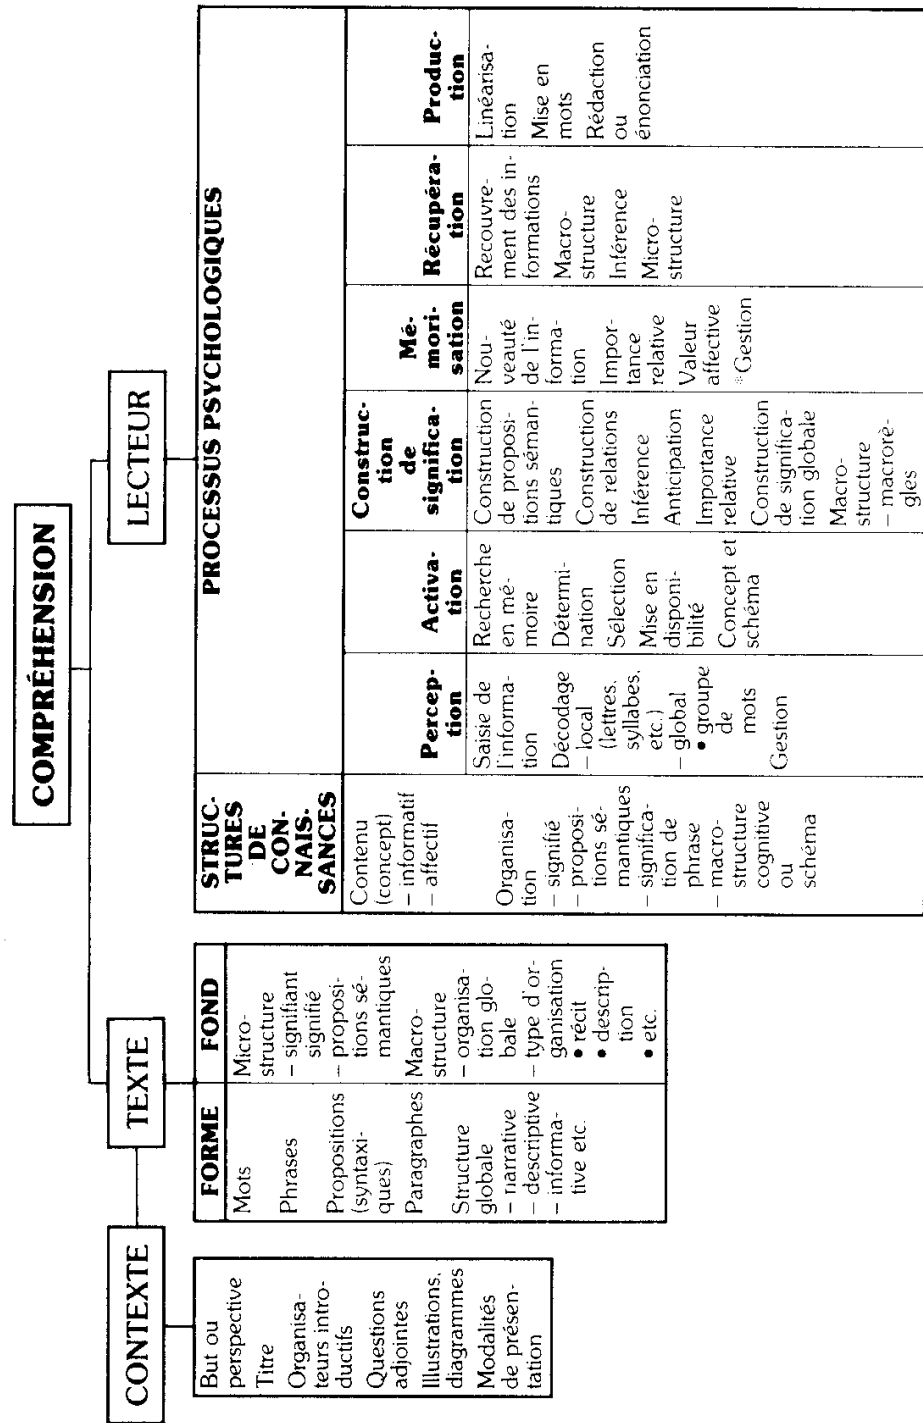 COMPRÉHENSION
CONTEXTE
TEXTE
LECTEUR
But ou
perspective
Titre
Organisa-
teurs intro-
ductifs
Questions
adjointes
Illustrations,
diagrammes
Modalités
de présen-
tation
FORME
Mots
Phrases
Propositions
(syntaxi-
ques)
Paragraphes
Structure
globale
– narrative
– descriptive
– informa-
tive etc.
FOND
Micro-
structure
– signifiant
signifié
– proposi-
tions sé-
mantiques
Macro-
structure
– organisa-
tion glo-
bale
– type d'or-
ganisation
• récit
• descrip-
tion
• etc.
STRUC-
TURES
DE
CON-
NAIS-
SANCES
Contenu
(concept)
– informatif
– affectif
Organisa-
tion
– signifié
– proposi-
tions sé-
mantiques
– significa-
tion de
phrase
– macro-
structure
cognitive
ou
schéma
PROCESSUS PSYCHOLOGIQUES
Percep-
tion
Saisie de
l'informa-
tion
Décodage
– local
(lettres,
syllabes,
etc.)
– global
• groupe
de
mots
Gestion
Activa-
tion
Recherche
en mé-
moire
Détermi-
nation
Sélection
Mise en
disponi-
bilité
Concept et
schéma
Construc-
tion
de
significa-
tion
Construction
de proposi-
tions séman-
tiques
Construction
de relations
Inférence
Anticipation
Importance
relative
Construction
de significa-
tion globale
Macro-
structure
– macrorè-
gles
Mé-
mori-
sation
Nou-
veauté
de l'in-
forma-
tion
Impor-
tance
relative
Valeur
affective
*Gestion
Récupéra-
tion
Recouvre-
ment des in-
formations
Macro-
structure
Inférence
Micro-
structure
Produc-
tion
Linéarisa-
tion
Mise en
mots
Rédaction
ou
énonciation